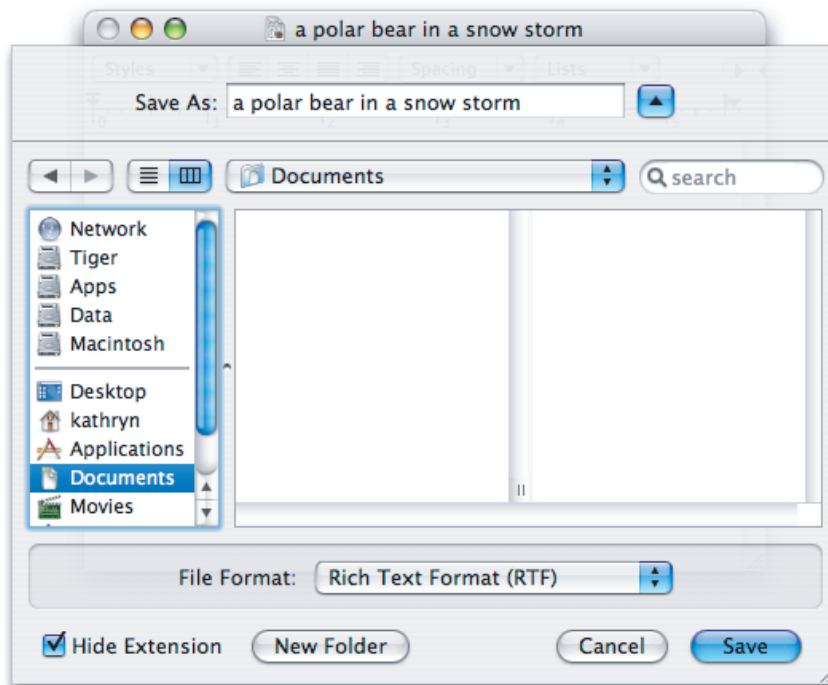 a polar bear in a snow storm
Styles Spacing Lists
Save As: a polar bear in a snow storm
Documents search
Network
Tiger
Apps
Data
Macintosh
Desktop
kathryn
Applications
Documents
Movies
File Format: Rich Text Format (RTF)
Hide Extension New Folder Cancel Save